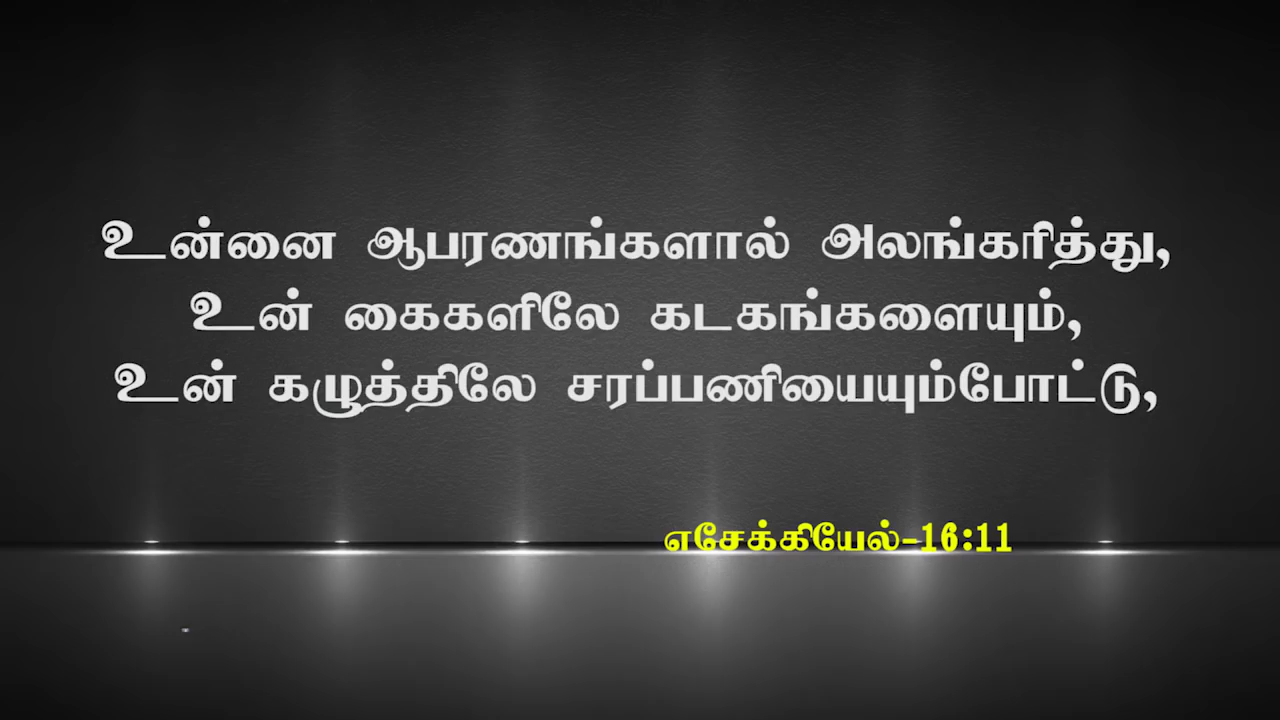 உன்னை ஆபரணங்களால் அலங்கரித்து,
உன் கைகளிலே கடகங்களையும்,
உன் கழுத்திலே சரப்பணியையும்போட்டு,
எசேக்கியேல்-16:11